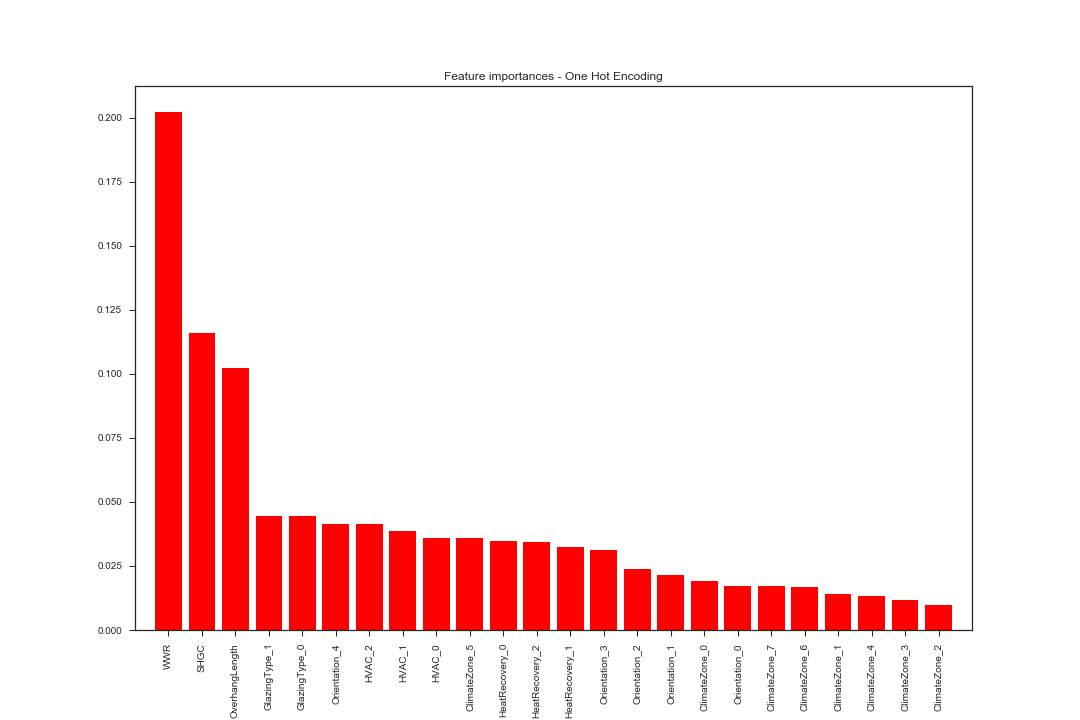 Feature importances - One Hot Encoding
0.200
0.175
0.150
0.125
0.100
0.075
0.050
0.025
0.000
WWR
SHGC
OverhangLength
GlazingType_1
GlazingType_0
Orientation_4
HVAC_2
HVAC_1
HVAC_0
ClimateZone_5
HeatRecovery_0
HeatRecovery_2
HeatRecovery_1
Orientation_3
Orientation_2
Orientation_1
ClimateZone_0
Orientation_0
ClimateZone_7
ClimateZone_6
ClimateZone_1
ClimateZone_4
ClimateZone_3
ClimateZone_2